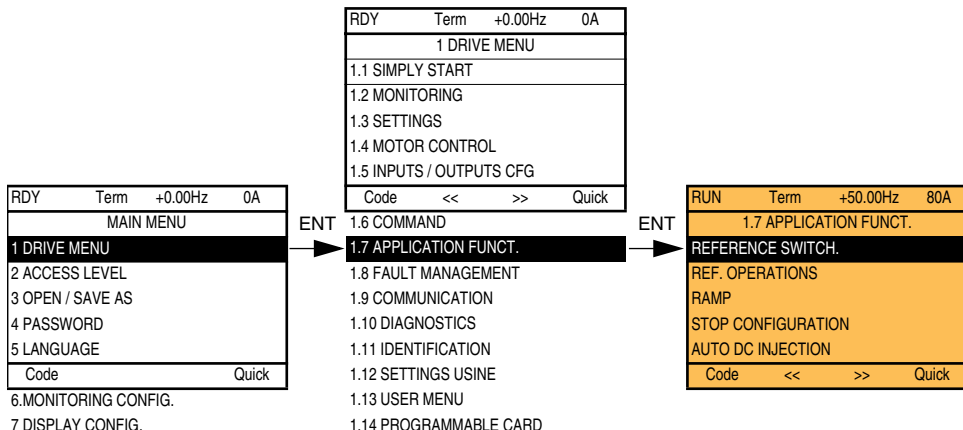 RDY Term +0.00Hz 0A
1 DRIVE MENU
1.1 SIMPLY START
1.2 MONITORING
1.3 SETTINGS
1.4 MOTOR CONTROL
1.5 INPUTS / OUTPUTS CFG
Code << >> Quick
1.6 COMMAND
1.7 APPLICATION FUNCT.
1.8 FAULT MANAGEMENT
1.9 COMMUNICATION
1.10 DIAGNOSTICS
1.11 IDENTIFICATION
1.12 SETTINGS USINE
1.13 USER MENU
1.14 PROGRAMMABLE CARD
RDY Term +0.00Hz 0A
MAIN MENU
1 DRIVE MENU
2 ACCESS LEVEL
3 OPEN / SAVE AS
4 PASSWORD
5 LANGUAGE
Code Quick
6.MONITORING CONFIG.
7 DISPLAY CONFIG.
ENT
ENT
RUN Term +50.00Hz 80A
1.7 APPLICATION FUNCT.
REFERENCE SWITCH.
REF. OPERATIONS
RAMP
STOP CONFIGURATION
AUTO DC INJECTION
Code << >> Quick